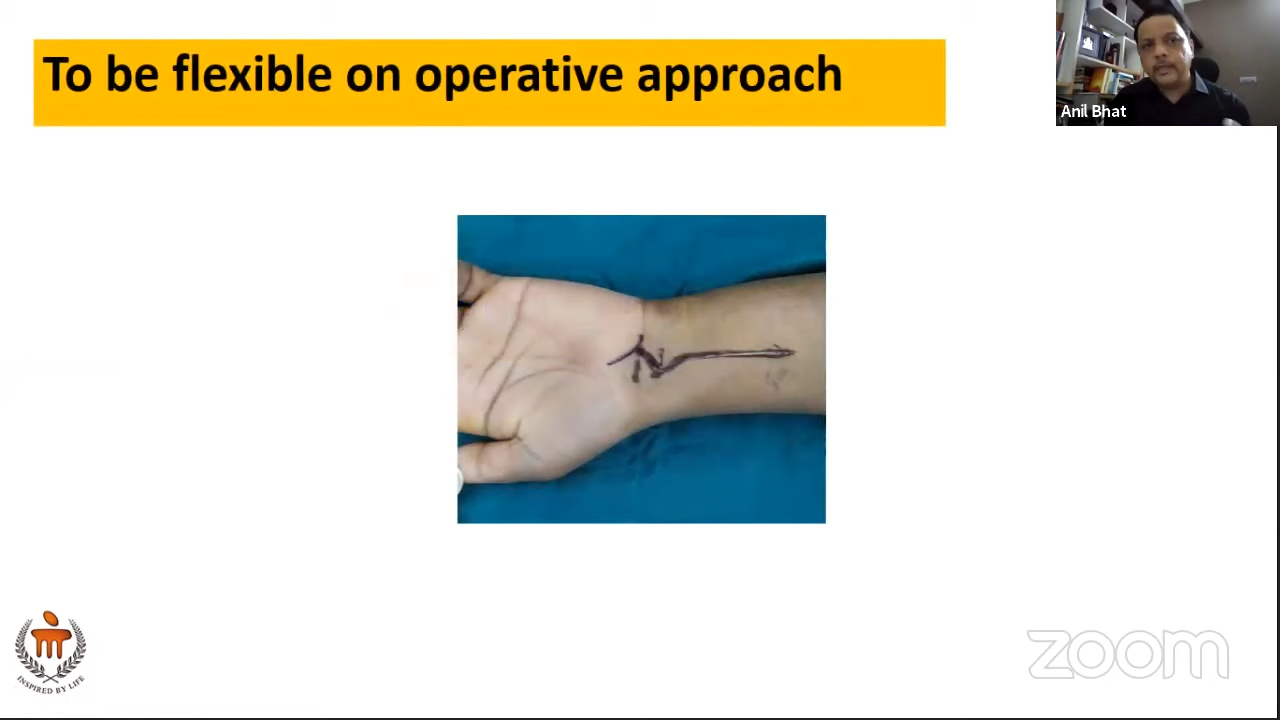 To be flexible on operative approach
Anil Bhat
INSPIRED BY LIFE
zoom